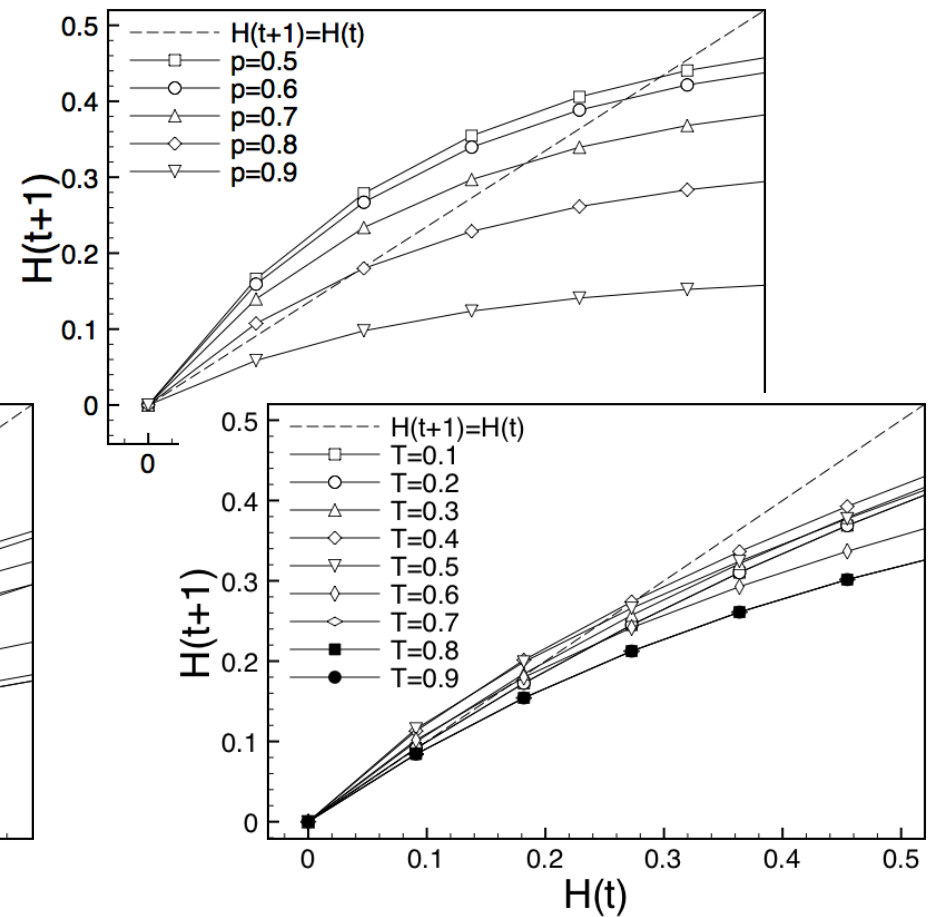 0.5
H(t+1)=H(t)
p=0.5
p=0.6
0.4
p=0.7
p=0.8
p=0.9
0.3
H(t+1)
0.2
0.1
0
0
0.5
H(t+1)=H(t)
T=0.1
T=0.2
T=0.3
0.4
T=0.4
T=0.5
0.3
T=0.6
T=0.7
H(t+1)
T=0.8
0.2
T=0.9
0.1
0
0 0.1 0.2 0.3 0.4 0.5
H(t)